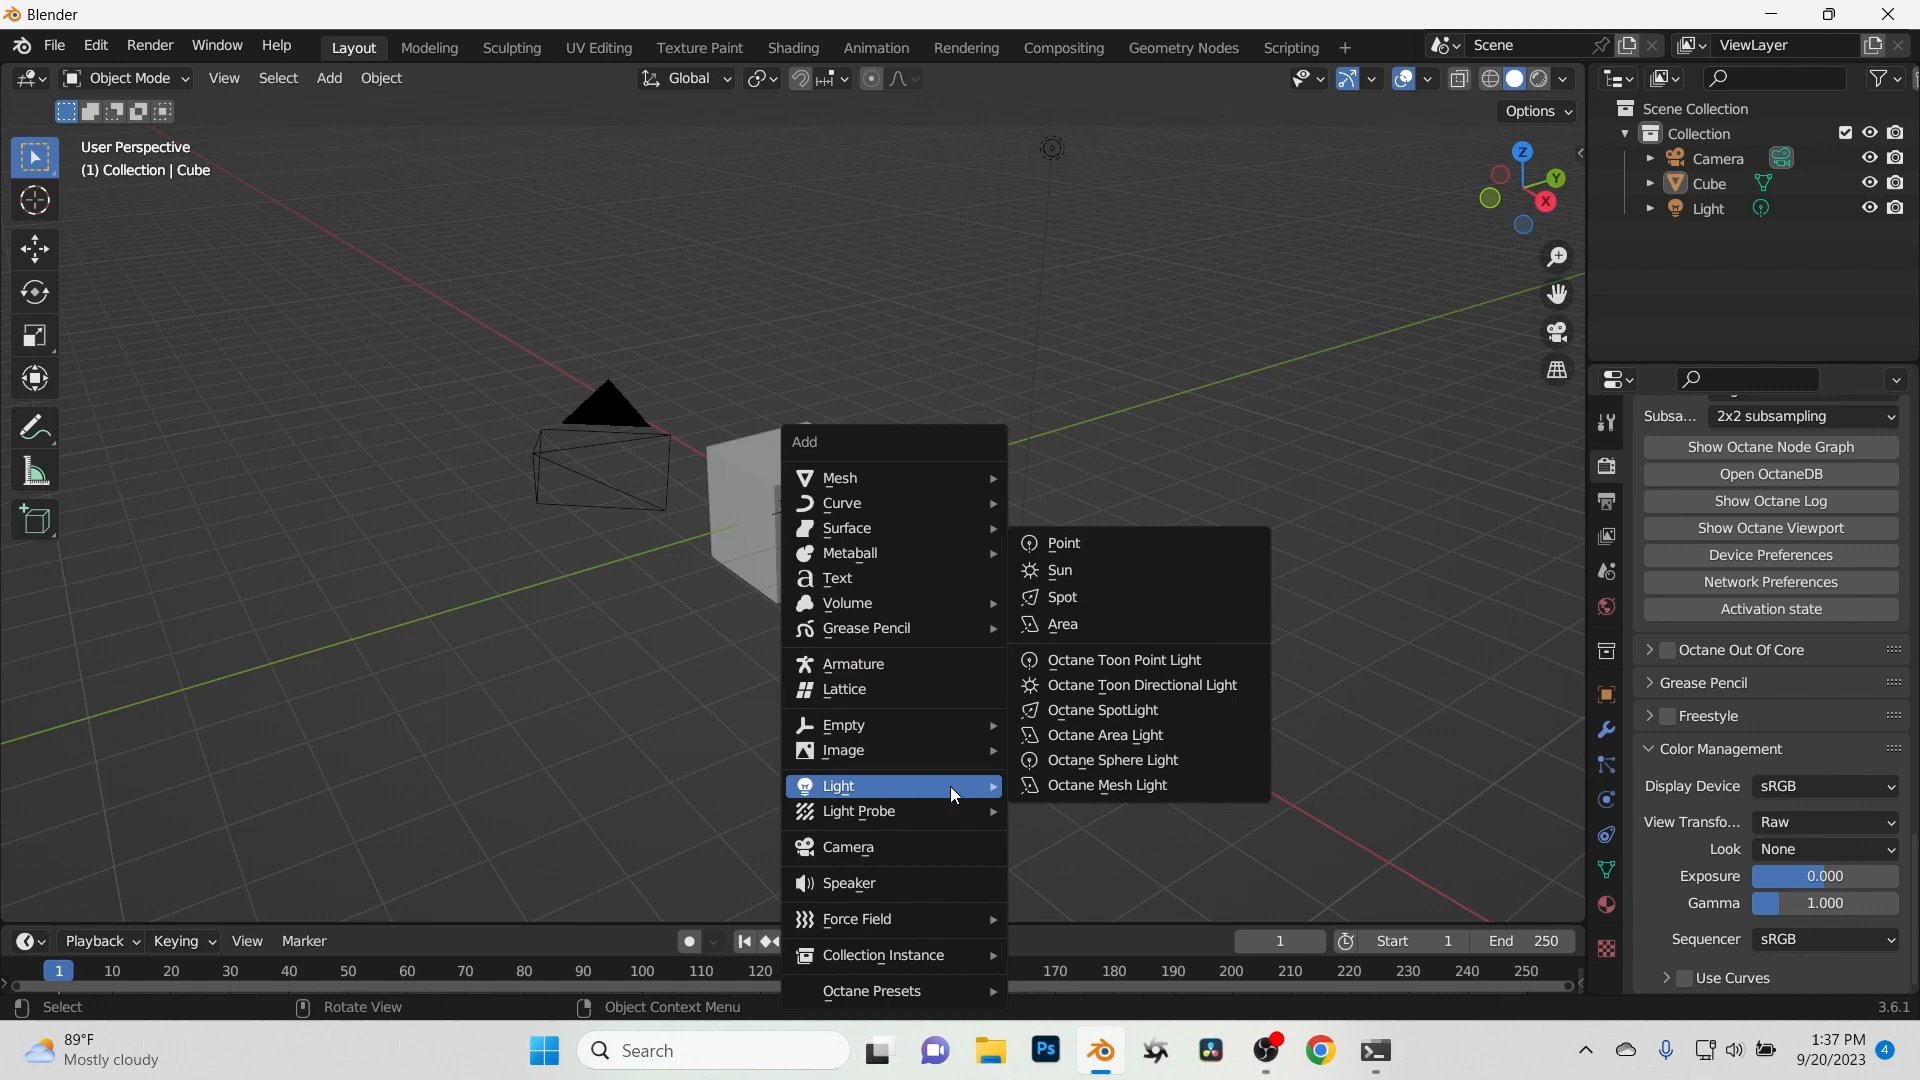 Blender
File Edit Render Window Help Layout Modeling Sculpting UV Editing Texture Paint Shading Animation Rendering Compositing Geometry Nodes Scripting + Scene ViewLayer
Object Mode View Select Add Object Global
Options
User Perspective
(1) Collection | Cube
Z
Y
X
Scene Collection
Collection
Camera
Cube
Light
Subsa... 2x2 subsampling
Show Octane Node Graph
Open OctaneDB
Show Octane Log
Show Octane Viewport
Device Preferences
Network Preferences
Activation state
Octane Out Of Core
Grease Pencil
Freestyle
Color Management
Display Device sRGB
View Transfo... Raw
Look None
Exposure 0.000
Gamma 1.000
Sequencer sRGB
Use Curves
Add
Mesh
Curve
Surface
Metaball
Text
Volume
Grease Pencil
Armature
Lattice
Empty
Image
Light
Light Probe
Camera
Speaker
Force Field
Collection Instance
Octane Presets
Point
Sun
Spot
Area
Octane Toon Point Light
Octane Toon Directional Light
Octane SpotLight
Octane Area Light
Octane Sphere Light
Octane Mesh Light
Playback Keying View Marker 1 Start 1 End 250
1 10 20 30 40 50 60 70 80 90 100 110 120 170 180 190 200 210 220 230 240 250
Select Rotate View Object Context Menu 3.6.1
89°F
Mostly cloudy
Search
Ps
1:37 PM
9/20/2023
4